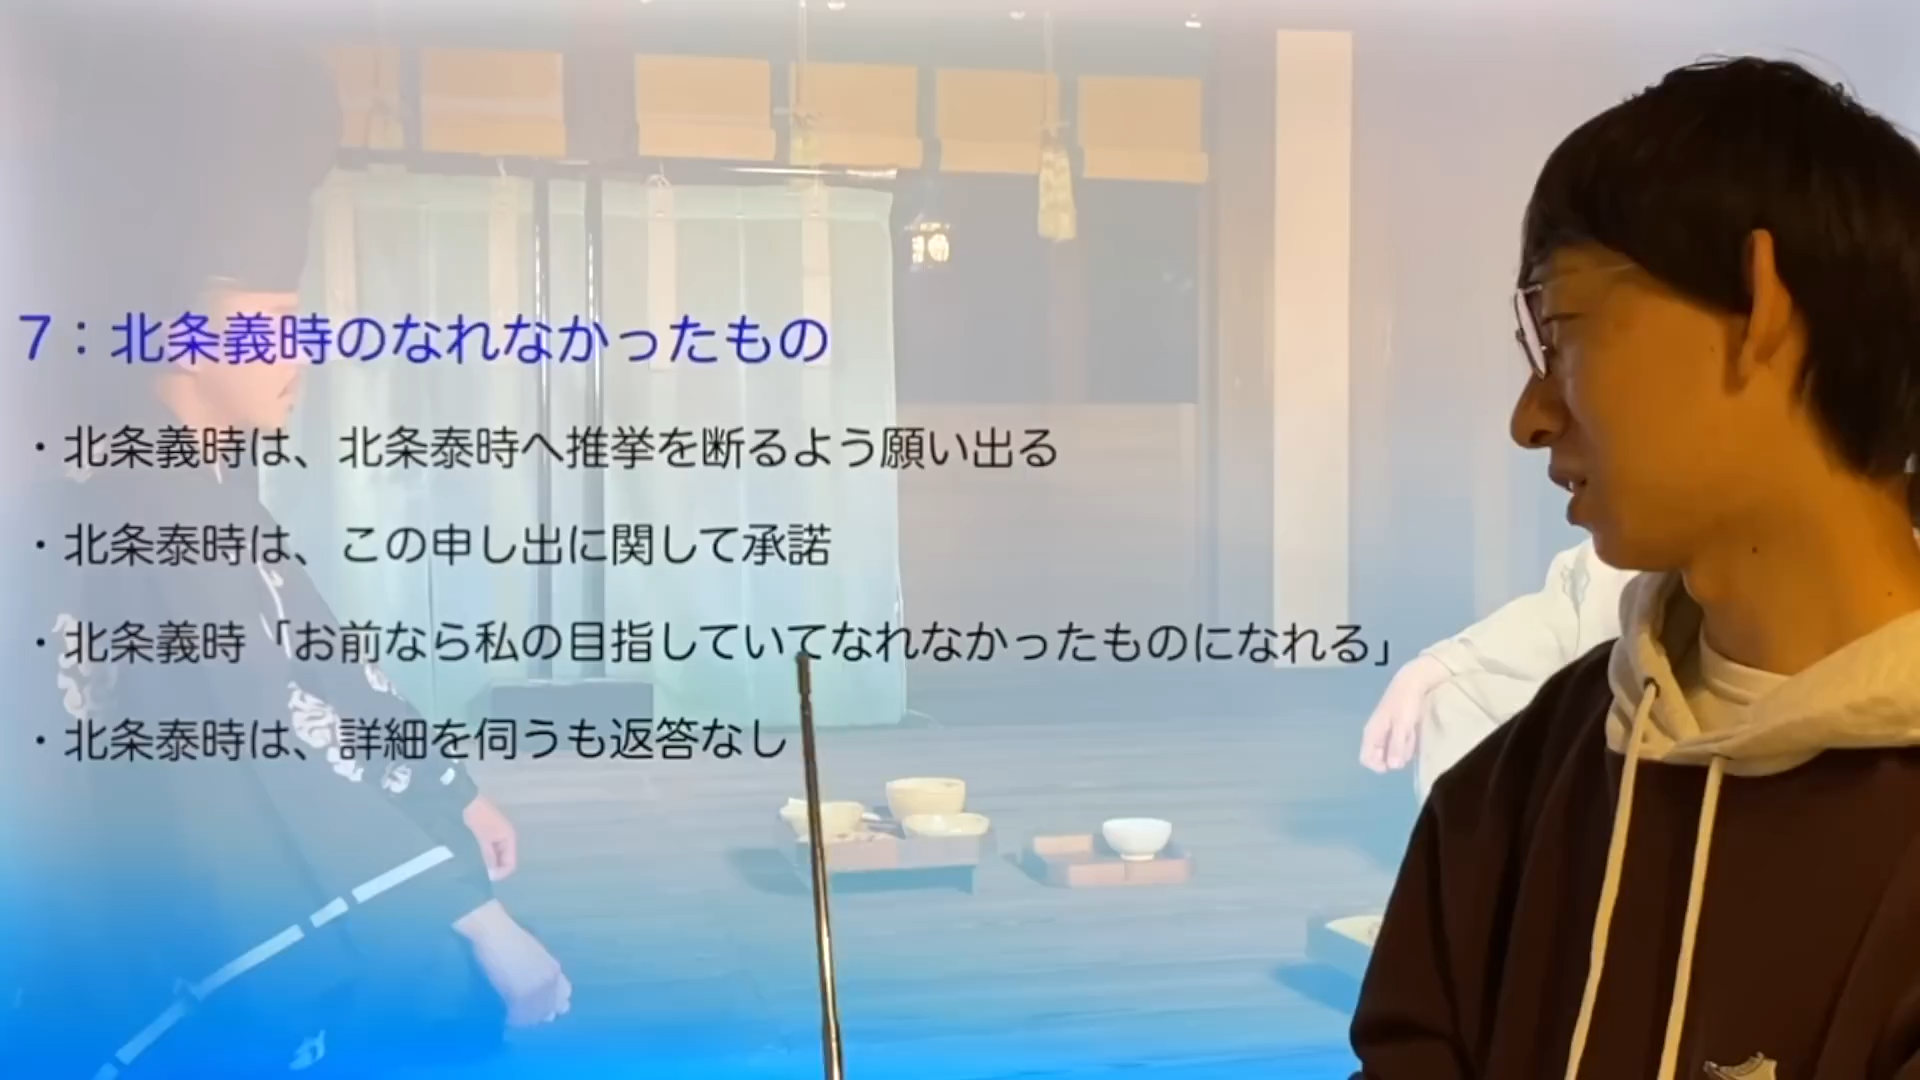 7：北条義時のなれなかったもの
・北条義時は、北条泰時へ推挙を断るよう願い出る
・北条泰時は、この申し出に関して承諾
・北条義時「お前なら私の目指していてなれなかったものになれる」
・北条泰時は、詳細を伺うも返答なし